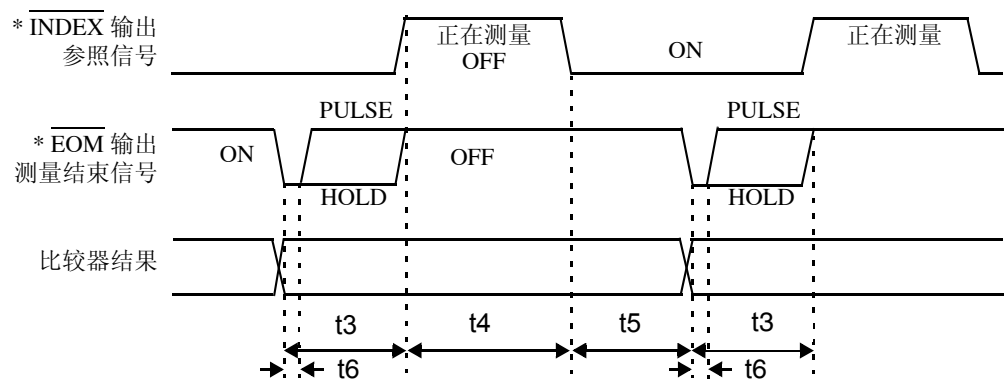 * INDEX 输出
参照信号
正在测量
OFF
ON
正在测量
* EOM 输出
测量结束信号
ON
PULSE
HOLD
OFF
PULSE
HOLD
比较器结果
t3
t4
t5
t3
t6
t6